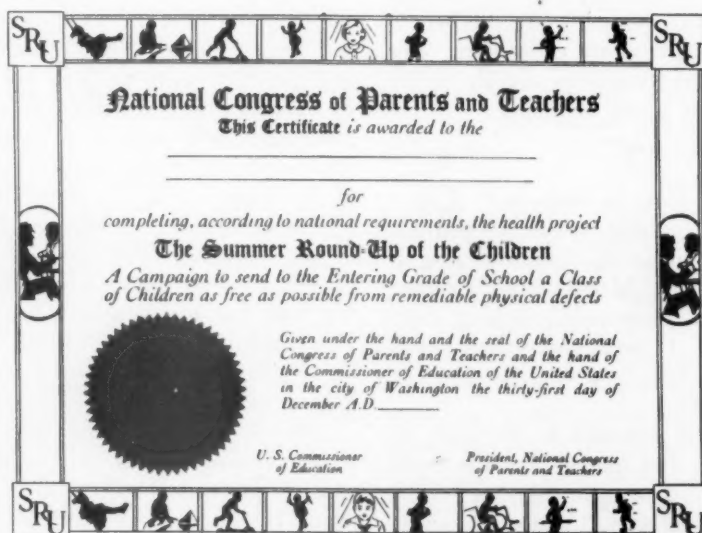 SRU SRU
National Congress of Parents and Teachers
This Certificate is awarded to the
for
completing, according to national requirements, the health project
The Summer Round-Up of the Children
A Campaign to send to the Entering Grade of School a Class
of Children as free as possible from remediable physical defects
Given under the hand and the seal of the National
Congress of Parents and Teachers and the hand of
the Commissioner of Education of the United States
in the city of Washington the thirty-first day of
December A.D.
U. S. Commissioner
of Education
President, National Congress
of Parents and Teachers
SRU SRU